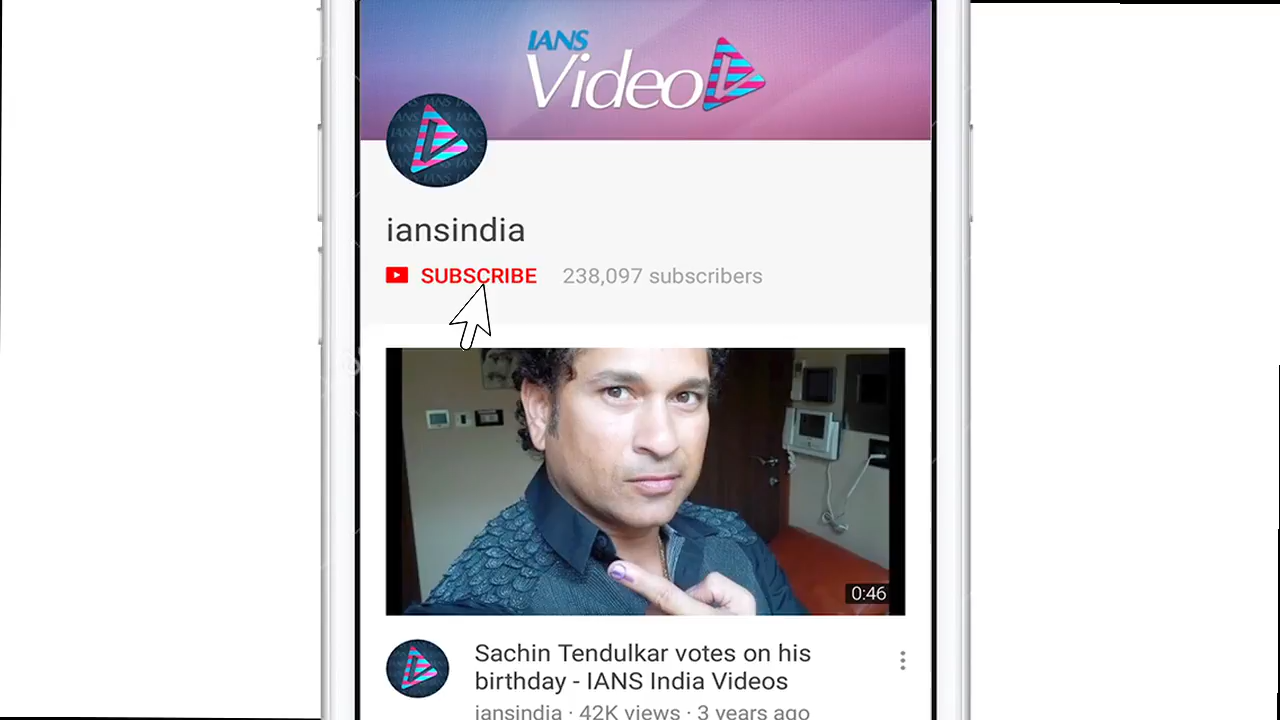 IANS
Video
iansindia
SUBSCRIBE 238,097 subscribers
0:46
Sachin Tendulkar votes on his
birthday - IANS India Videos
iansindia · 42K views · 3 years ago